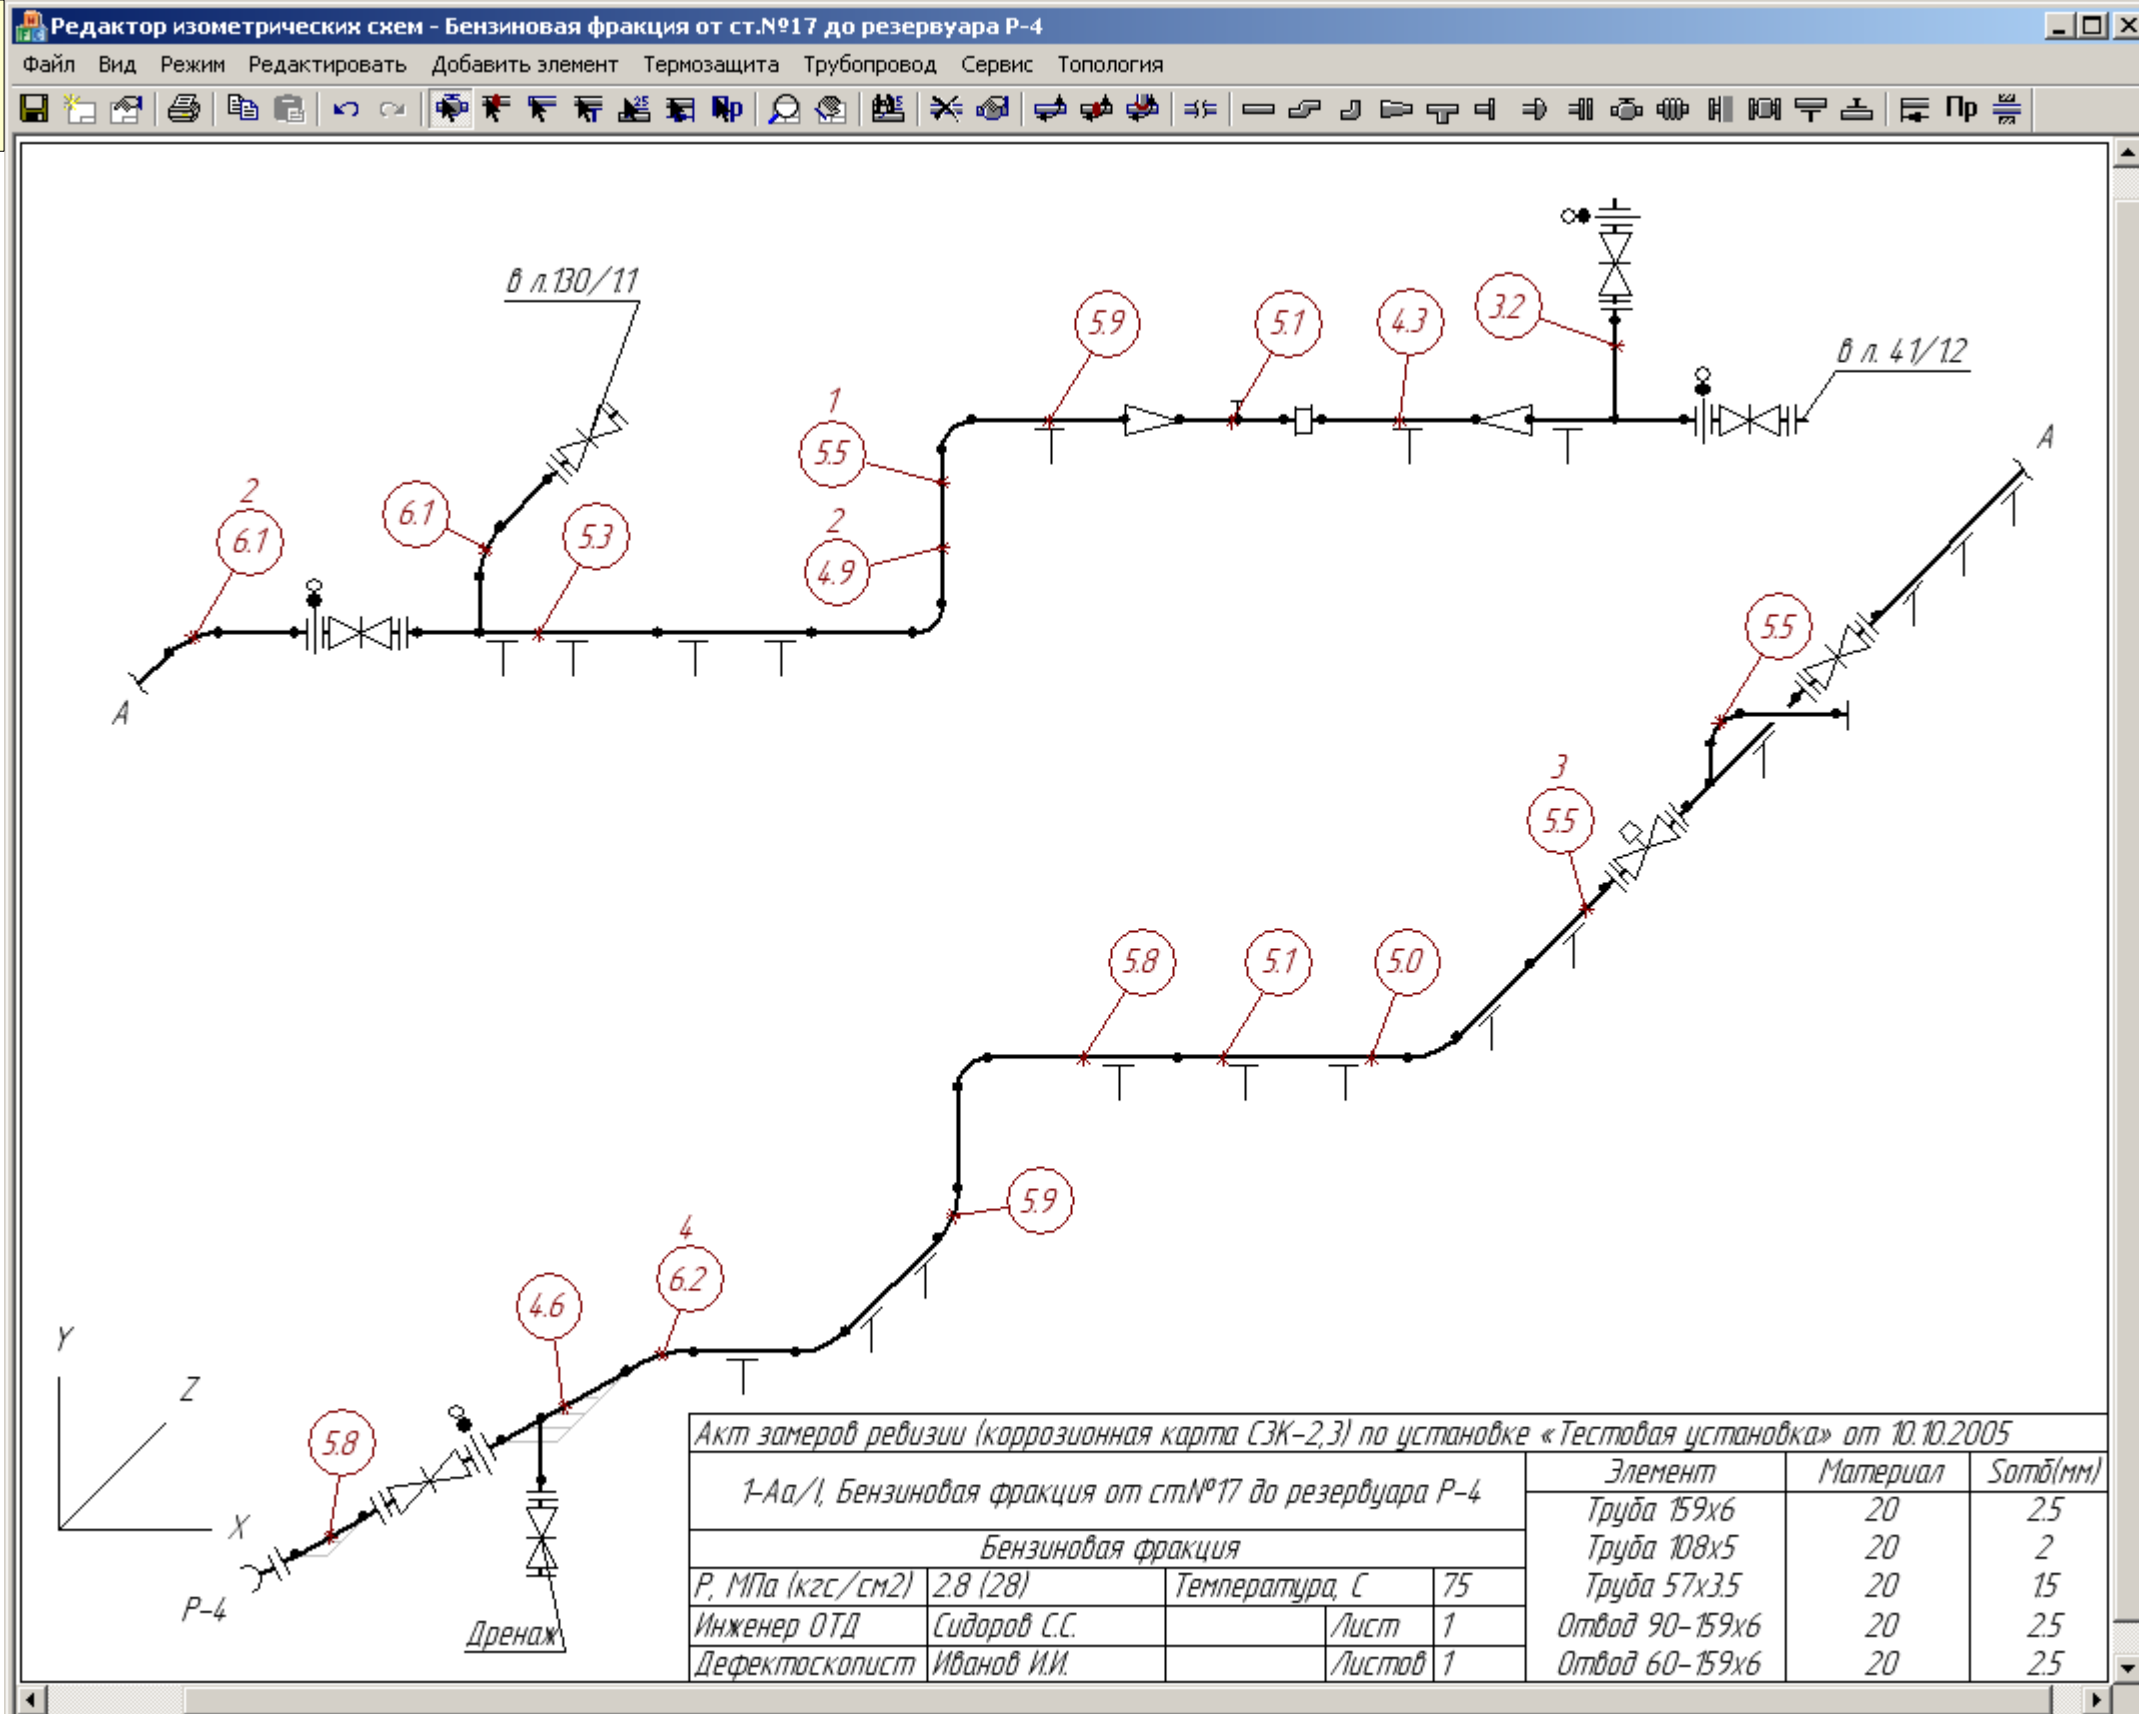 Редактор изометрических схем - Бензиновая фракция от ст.№17 до резервуара Р-4
Файл Вид Режим Редактировать Добавить элемент Термозащита Трубопровод Сервис Топология
Пр
в л.130/1.1
5.9
5.1
4.3
3.2
в л. 41/1.2
1
5.5
А
2
6.1
6.1
5.3
2
4.9
А
5.5
3
5.5
5.8
5.1
5.0
5.9
4
6.2
4.6
5.8
Y
Z
X
Р-4
Дренаж
Акт замеров ревизии (коррозионная карта СЗК-2,3) по установке «Тестовая установка» от 10.10.2005
1-Аа/I, Бензиновая фракция от ст.№17 до резервуара Р-4
Бензиновая фракция
Р, МПа (кгс/см2) 2.8 (28) Температура, С 75
Инженер ОТД Сидоров С.С. Лист 1
Дефектоскопист Иванов И.И. Листов 1
Элемент Материал Sотб(мм)
Труба 159х6 20 2.5
Труба 108х5 20 2
Труба 57х3.5 20 1.5
Отвод 90-159х6 20 2.5
Отвод 60-159х6 20 2.5